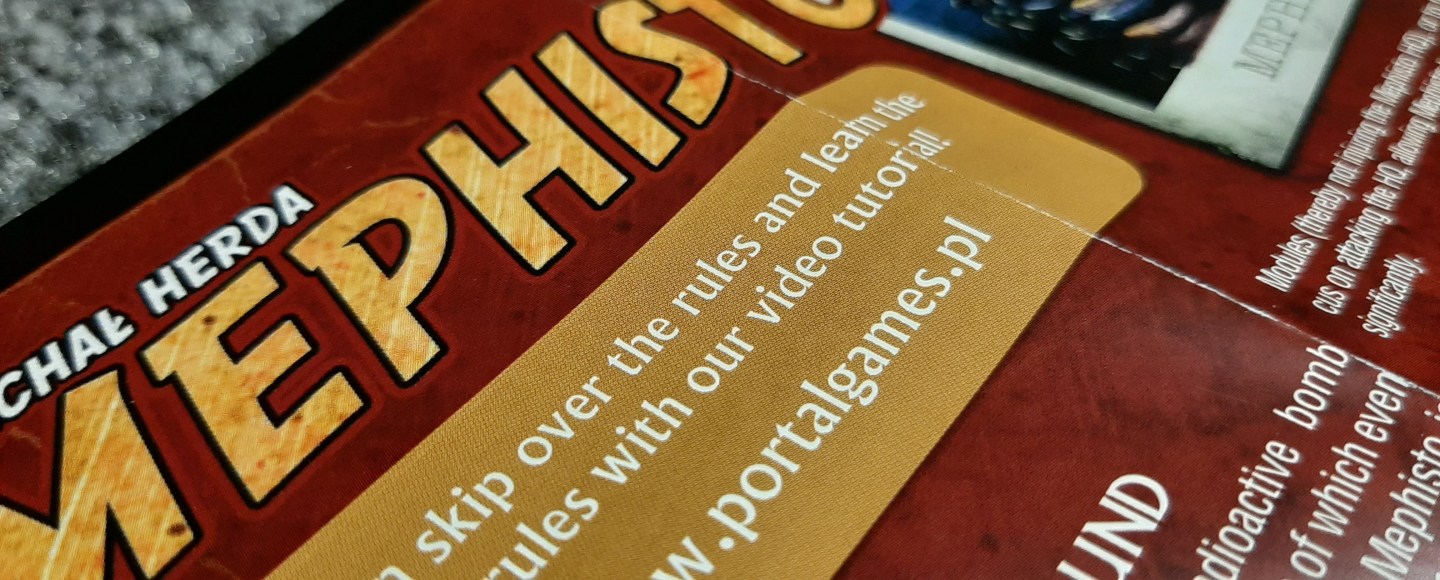 CHAŁ HERDA
MEPHISTO
skip over the rules and learn the
rules with our video tutorial!
w.portalgames.pl
MEPHI
Modules (thereby not injuring the Mephisto HQ,
cus on attacking the HQ, allowing Mephisto
significantly.
UND
dioactive bomb
of which even
Mephisto